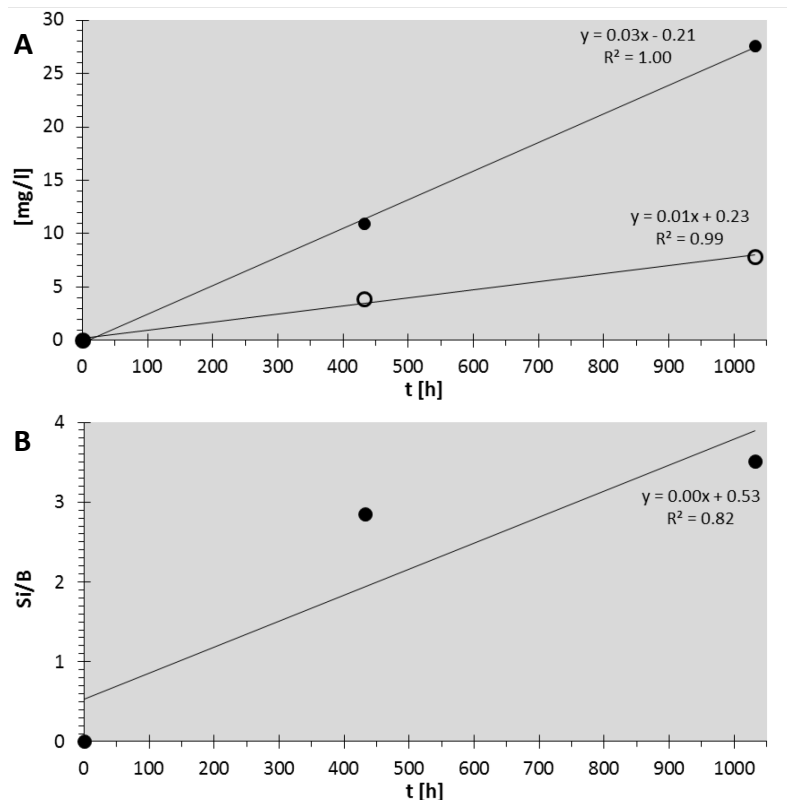 A
30
25
20
15
10
5
0
[mg/l]
y = 0.03x - 0.21
R² = 1.00
y = 0.01x + 0.23
R² = 0.99
0 100 200 300 400 500 600 700 800 900 1000
t [h]
B
4
3
2
1
0
Si/B
y = 0.00x + 0.53
R² = 0.82
0 100 200 300 400 500 600 700 800 900 1000
t [h]